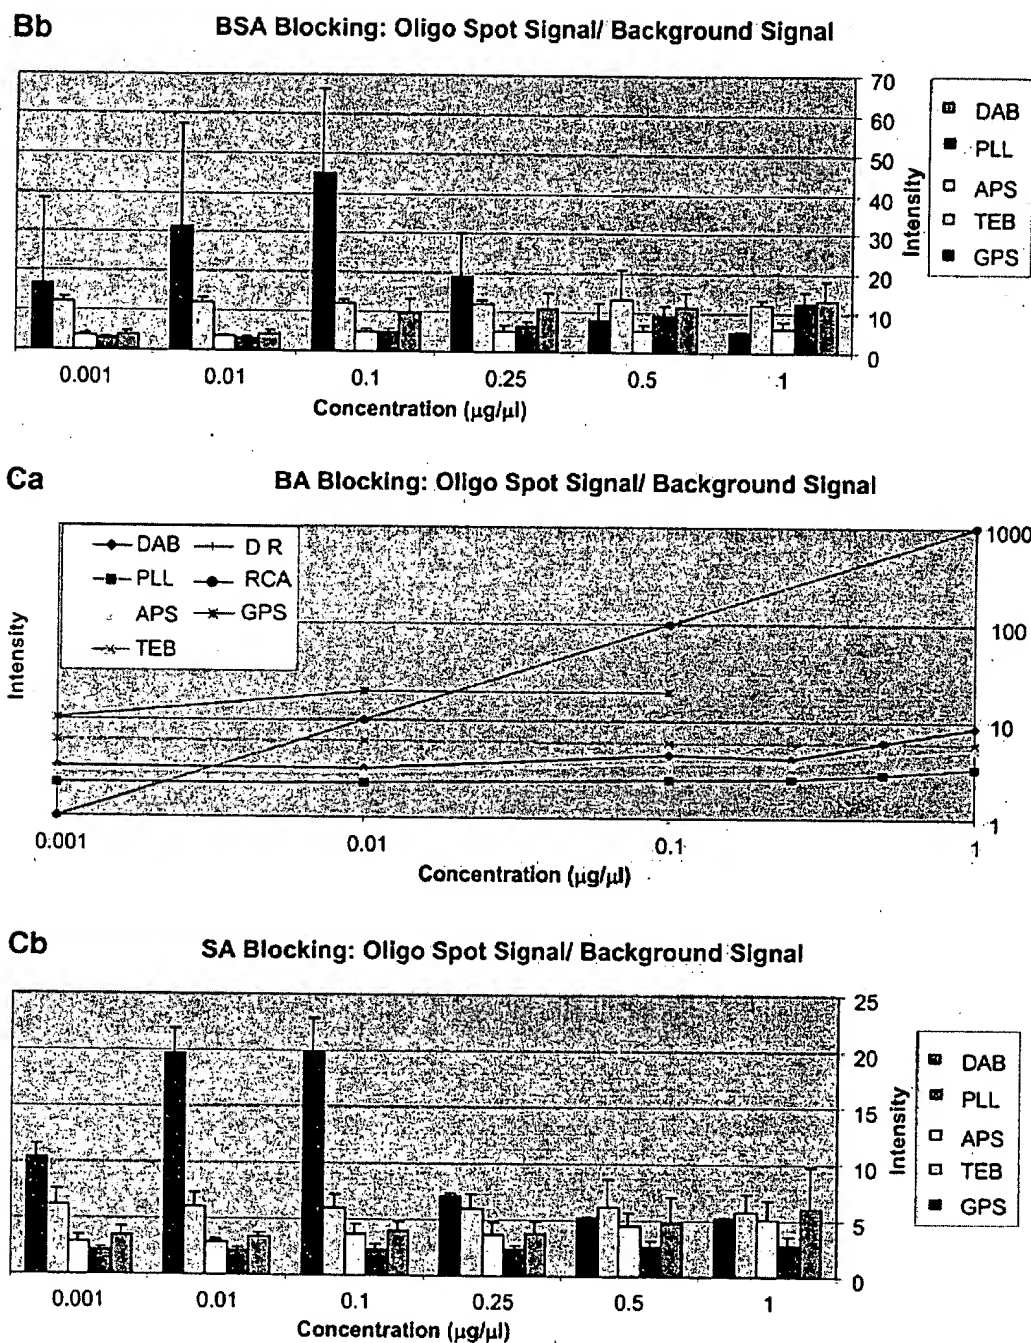 Bb
BSA Blocking: Oligo Spot Signal/ Background Signal
70
60
50
40
30
20
10
0
Intensity
DAB
PLL
APS
TEB
GPS
0.001 0.01 0.1 0.25 0.5 1
Concentration (µg/µl)
Ca
BA Blocking: Oligo Spot Signal/ Background Signal
Intensity
DAB D R
PLL RCA
APS GPS
TEB
1000
100
10
1
0.001 0.01 0.1 1
Concentration (µg/µl)
Cb
SA Blocking: Oligo Spot Signal/ Background Signal
25
20
15
10
5
0
Intensity
DAB
PLL
APS
TEB
GPS
0.001 0.01 0.1 0.25 0.5 1
Concentration (µg/µl)